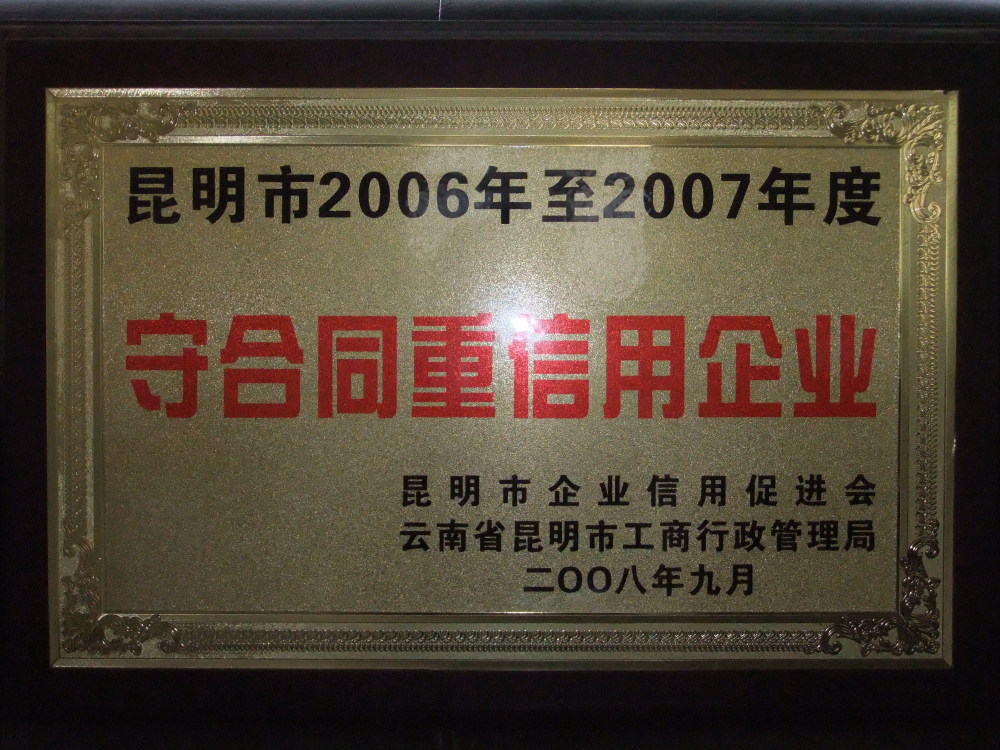 昆明市2006年至2007年度
守合同重信用企业
昆明市企业信用促进会
云南省昆明市工商行政管理局
二〇〇八年九月